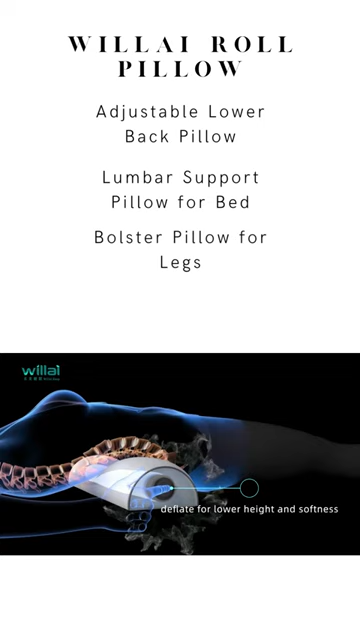 WILLAI ROLL
PILLOW
Adjustable Lower
Back Pillow
Lumbar Support
Pillow for Bed
Bolster Pillow for
Legs
willai
deflate for lower height and softness